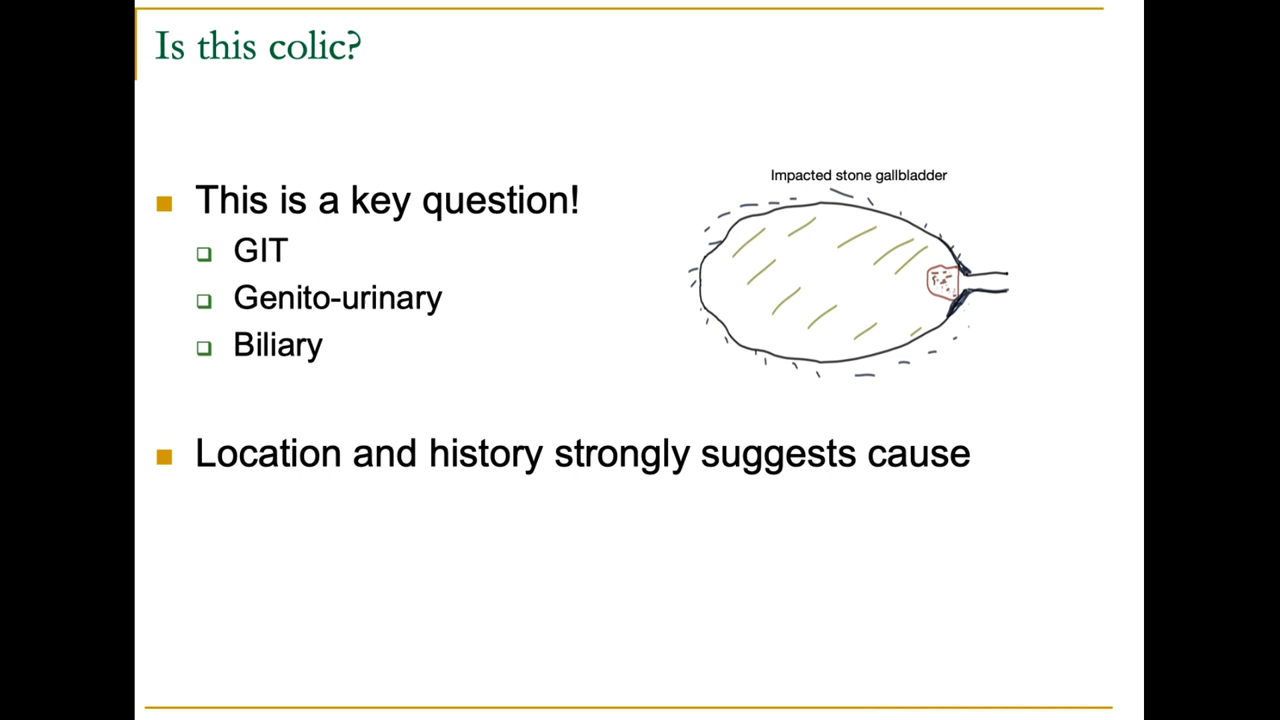 Is this colic?
This is a key question!
GIT
Genito-urinary
Biliary
Impacted stone gallbladder
Location and history strongly suggests cause